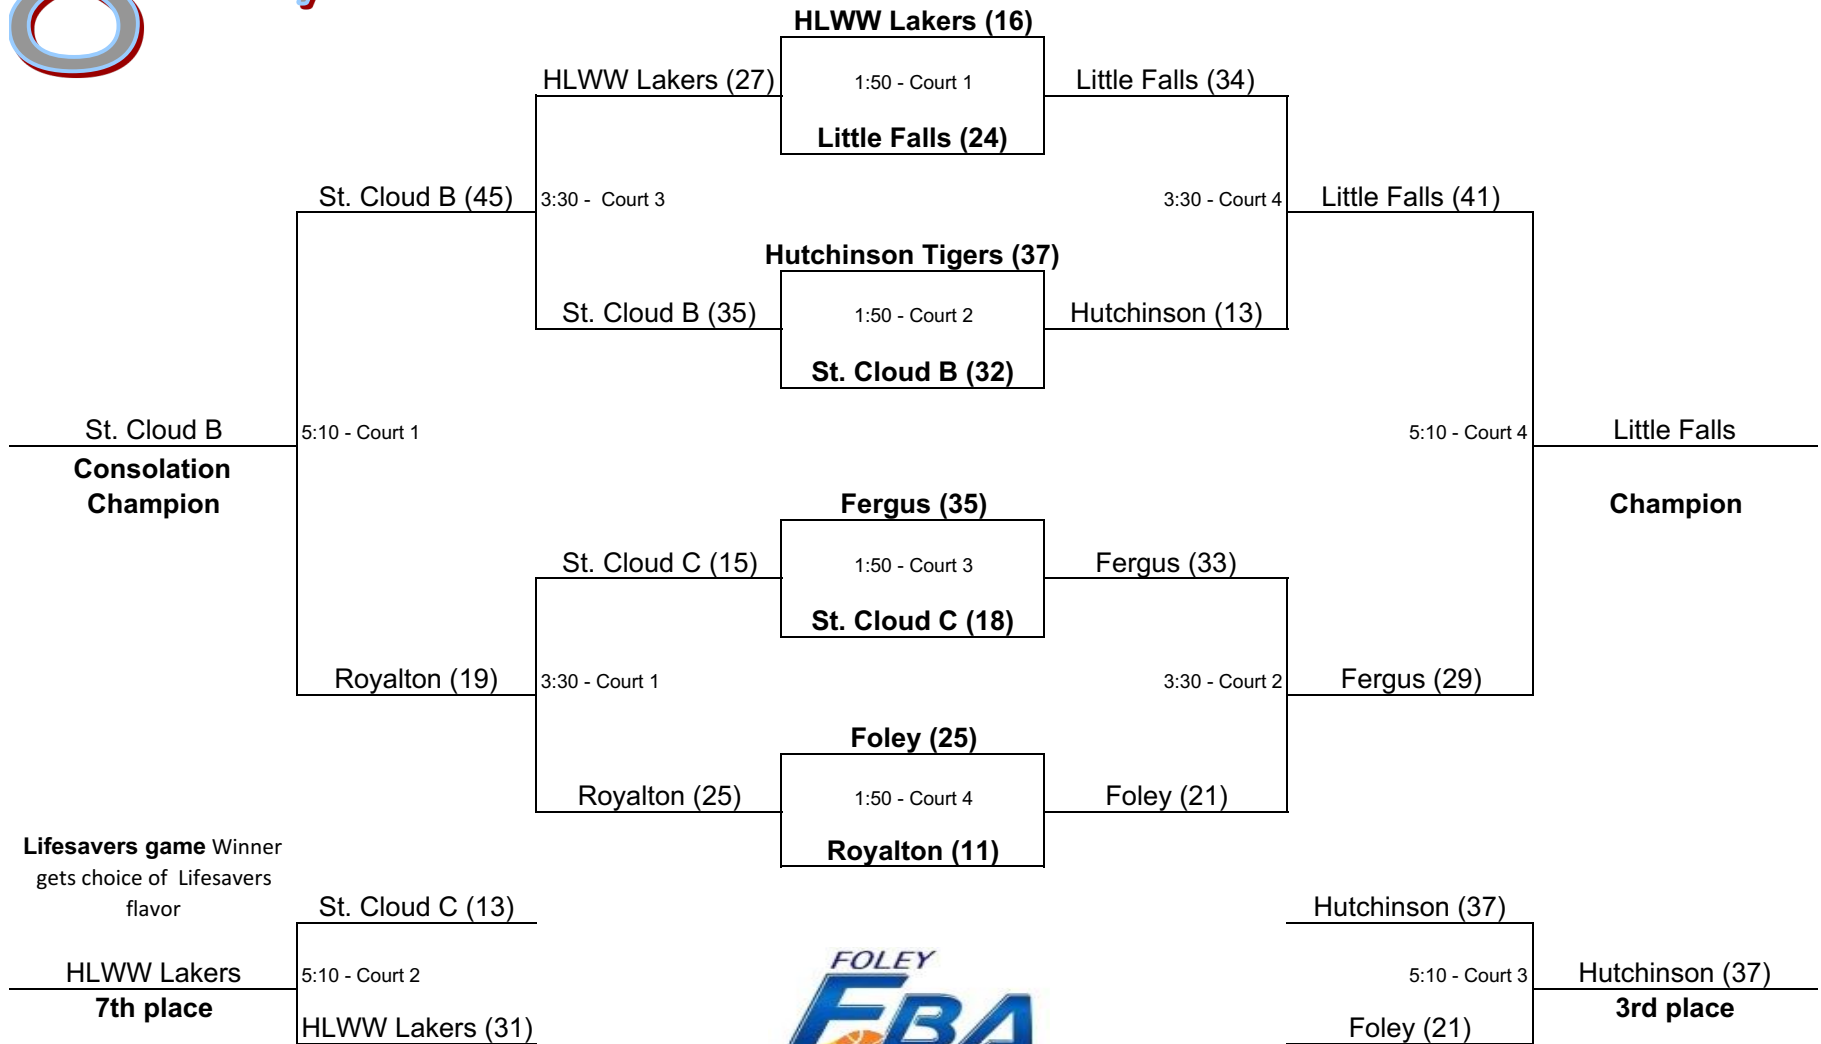 HLWW Lakers (16)
HLWW Lakers (27)
1:50 - Court 1
Little Falls (34)
Little Falls (24)
St. Cloud B (45)
3:30 - Court 3
3:30 - Court 4
Little Falls (41)
Hutchinson Tigers (37)
St. Cloud B (35)
1:50 - Court 2
Hutchinson (13)
St. Cloud B (32)
St. Cloud B
5:10 - Court 1
5:10 - Court 4
Little Falls
Consolation
Champion
Champion
Fergus (35)
St. Cloud C (15)
1:50 - Court 3
Fergus (33)
St. Cloud C (18)
Royalton (19)
3:30 - Court 1
3:30 - Court 2
Fergus (29)
Foley (25)
Royalton (25)
1:50 - Court 4
Foley (21)
Royalton (11)
Lifesavers game Winner
gets choice of Lifesavers
flavor
St. Cloud C (13)
Hutchinson (37)
HLWW Lakers
5:10 - Court 2
5:10 - Court 3
Hutchinson (37)
7th place
3rd place
HLWW Lakers (31)
Foley (21)
FOLEY
FBA